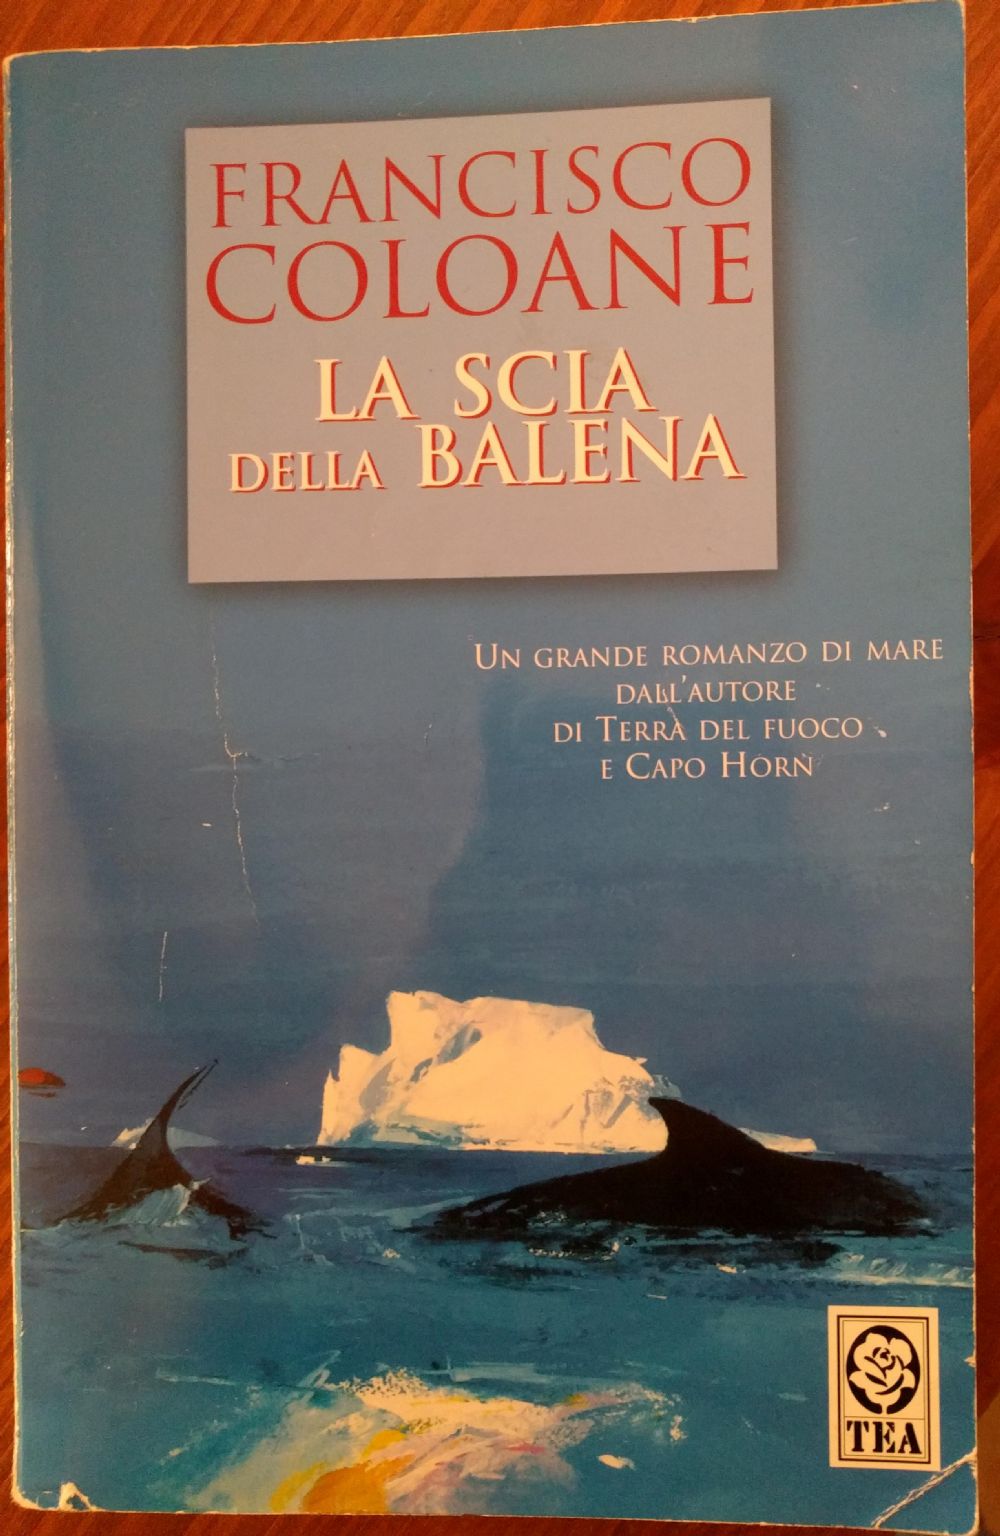 FRANCISCO
COLOANE
LA SCIA
DELLA BALENA
UN GRANDE ROMANZO DI MARE
DALL'AUTORE
DI TERRA DEL FUOCO
E CAPO HORN
TEA